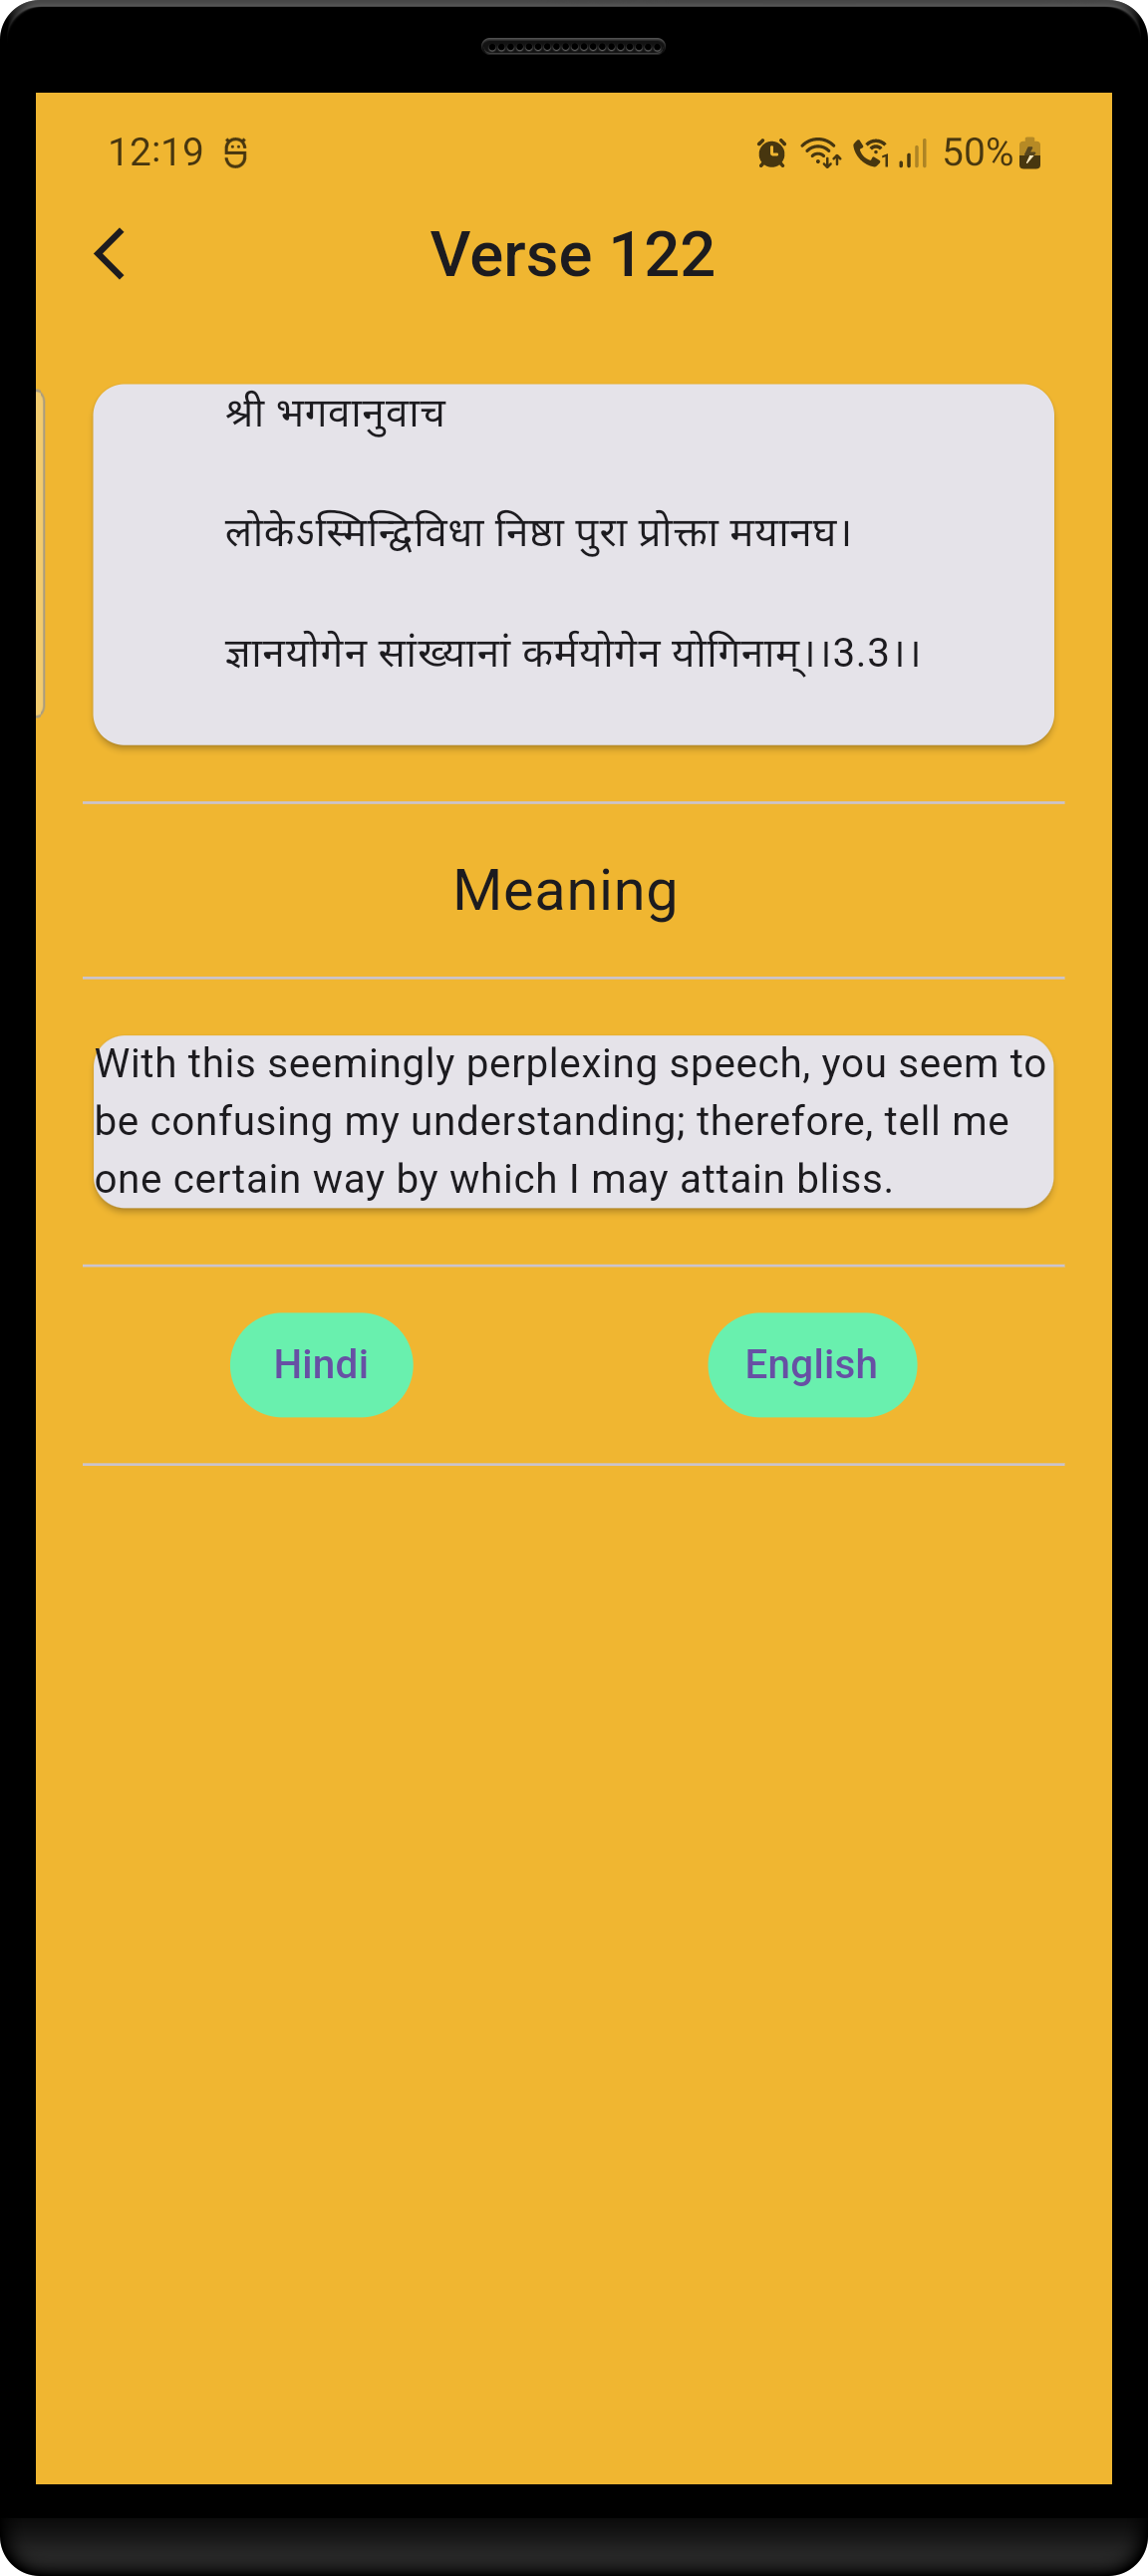 12:19 50%
Verse 122
श्री भगवानुवाच
लोकेऽस्मिन्द्विविधा निष्ठा पुरा प्रोक्ता मयानघ।
ज्ञानयोगेन सांख्यानां कर्मयोगेन योगिनाम्।।3.3।।
Meaning
With this seemingly perplexing speech, you seem to
be confusing my understanding; therefore, tell me
one certain way by which I may attain bliss.
Hindi English